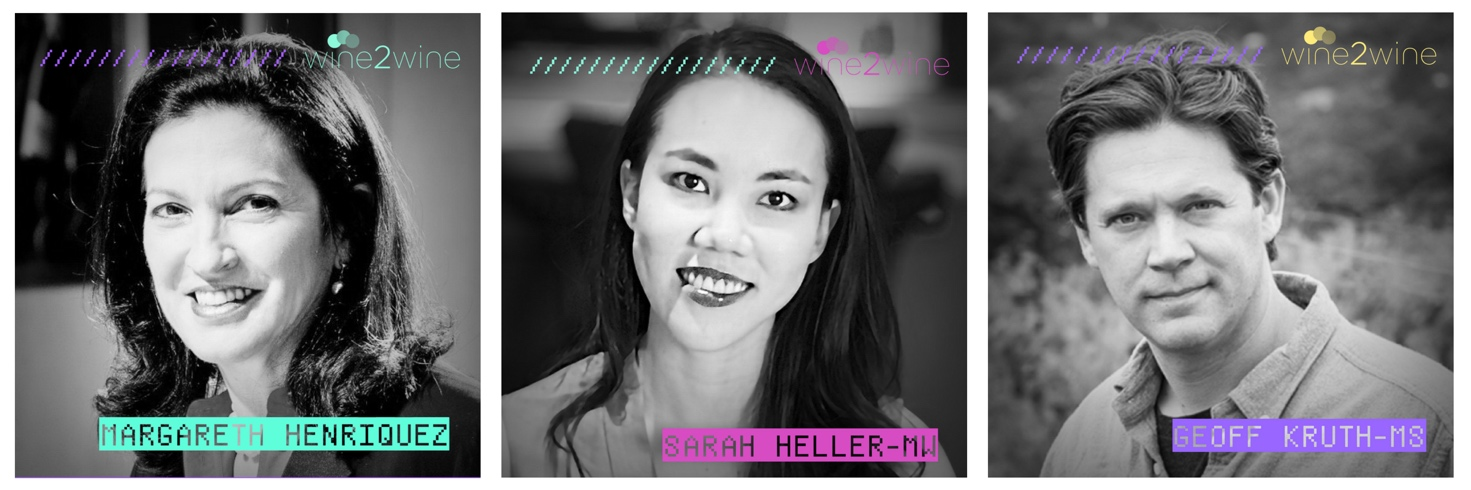 wine2wine
MARGARETH HENRIQUEZ
wine2wine
SARAH HELLER-MW
wine2wine
GEOFF KRUTH-MS